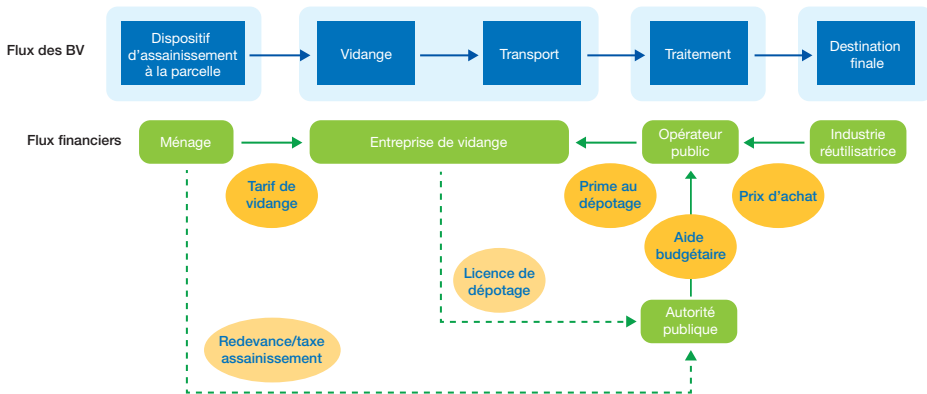 Flux des BV
Dispositif
d'assainissement
à la parcelle
Vidange
Transport
Traitement
Destination
finale
Flux financiers
Ménage
Entreprise de vidange
Opérateur
public
Industrie
réutilisatrice
Tarif de
vidange
Prime au
dépotage
Prix d'achat
Aide
budgétaire
Licence de
dépotage
Autorité
publique
Redevance/taxe
assainissement